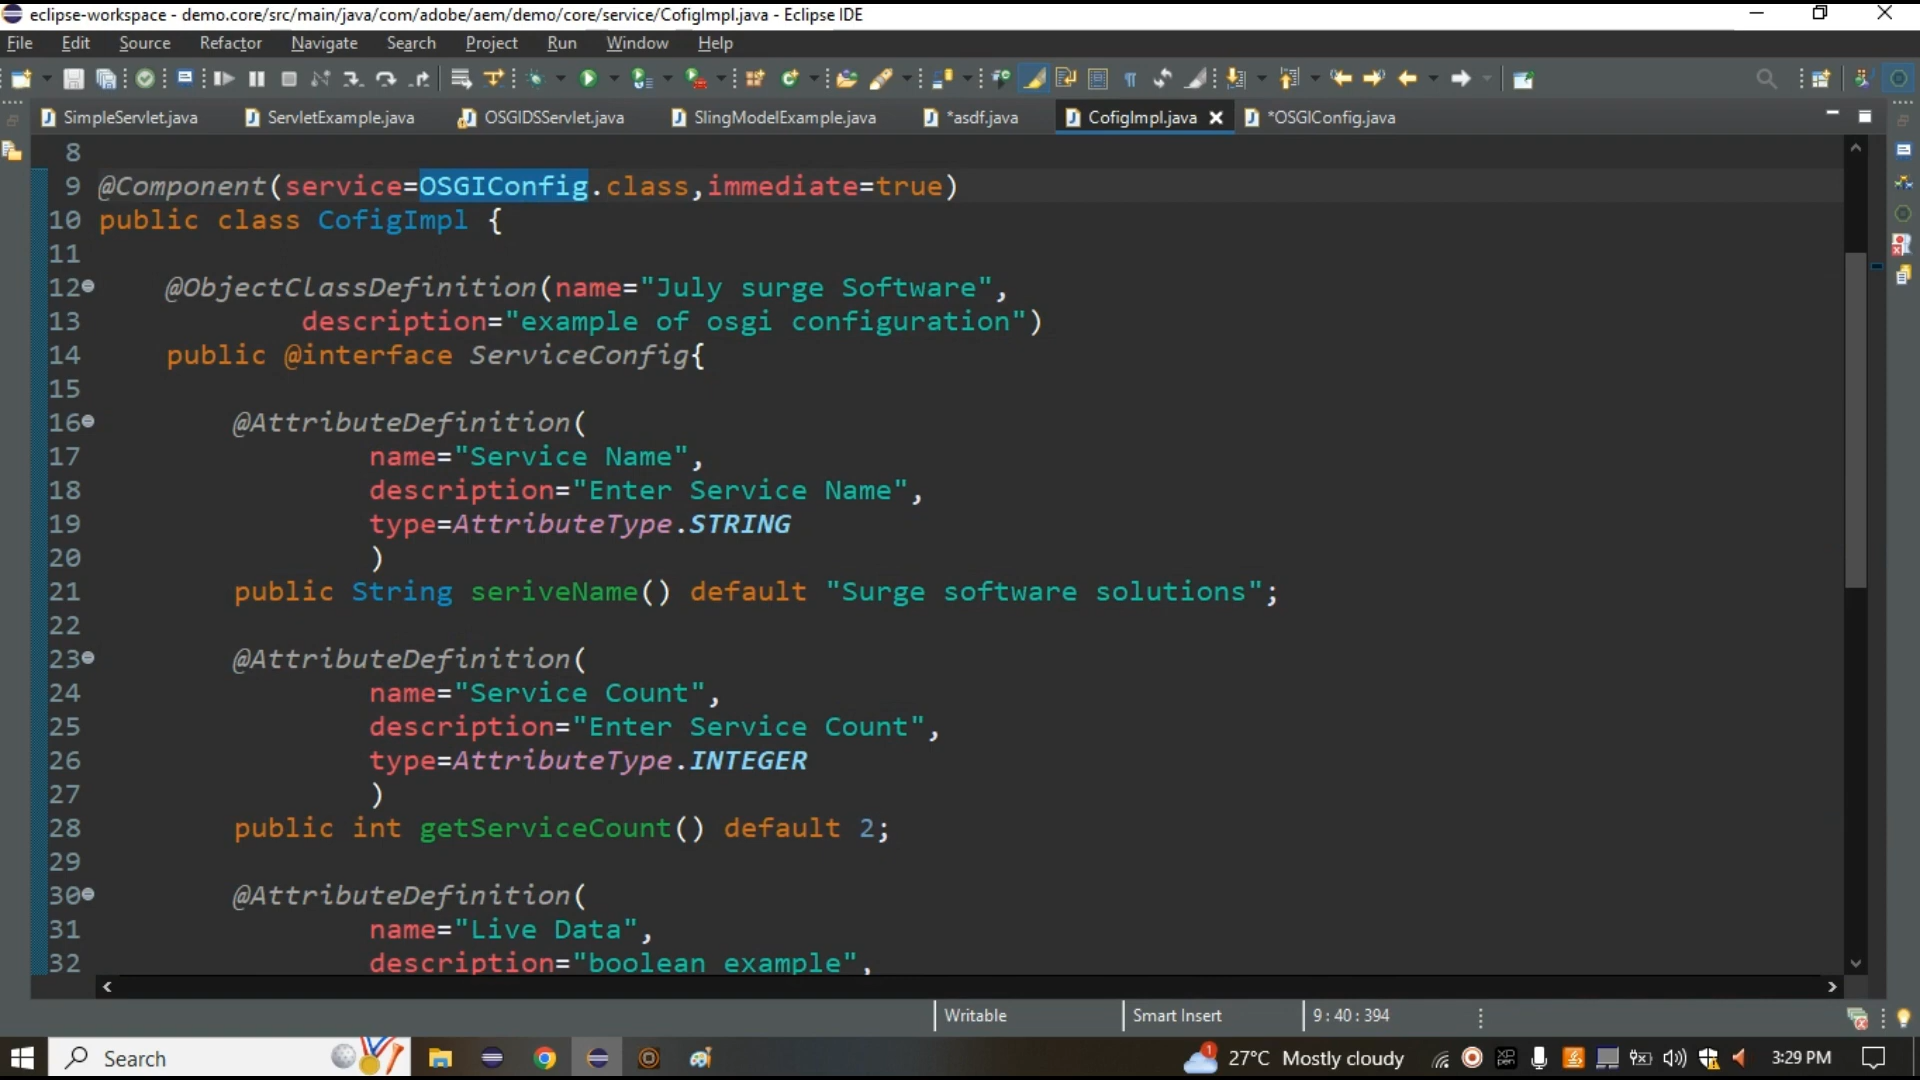 eclipse-workspace - demo.core/src/main/java/com/adobe/aem/demo/core/service/CofigImpl.java - Eclipse IDE
File Edit Source Refactor Navigate Search Project Run Window Help
SimpleServlet.java ServletExample.java OSGIDSServlet.java SlingModelExample.java *asdf.java CofigImpl.java *OSGIConfig.java
8
9 @Component(service=OSGIConfig.class,immediate=true)
10 public class CofigImpl {
11
12 @ObjectClassDefinition(name="July surge Software",
13 description="example of osgi configuration")
14 public @interface ServiceConfig{
15
16 @AttributeDefinition(
17 name="Service Name",
18 description="Enter Service Name",
19 type=AttributeType.STRING
20 )
21 public String seriveName() default "Surge software solutions";
22
23 @AttributeDefinition(
24 name="Service Count",
25 description="Enter Service Count",
26 type=AttributeType.INTEGER
27 )
28 public int getServiceCount() default 2;
29
30 @AttributeDefinition(
31 name="Live Data",
32 description="boolean example",
Writable Smart Insert 9 : 40 : 394
Search 1 27°C Mostly cloudy 3:29 PM